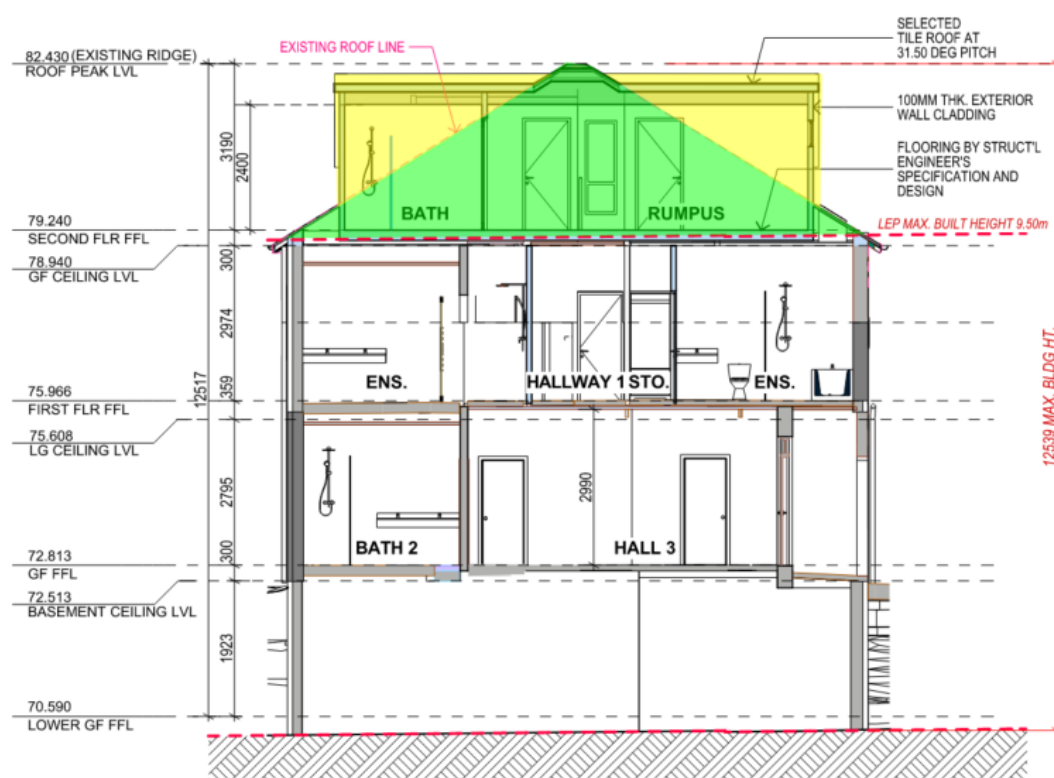 SELECTED
TILE ROOF AT
31.50 DEG PITCH
EXISTING ROOF LINE
82.430 (EXISTING RIDGE)
ROOF PEAK LVL
100MM THK. EXTERIOR
WALL CLADDING
3190
2400
FLOORING BY STRUCT'L
ENGINEER'S
SPECIFICATION AND
DESIGN
BATH
RUMPUS
LEP MAX. BUILT HEIGHT 9.50m
79.240
SECOND FLR FFL
78.940
GF CEILING LVL
300
2974
ENS.
HALLWAY 1
STO.
ENS.
75.966
FIRST FLR FFL
359
12517
12539 MAX. BLDG HT.
75.608
LG CEILING LVL
2795
2990
BATH 2
HALL 3
72.813
GF FFL
300
72.513
BASEMENT CEILING LVL
1923
70.590
LOWER GF FFL